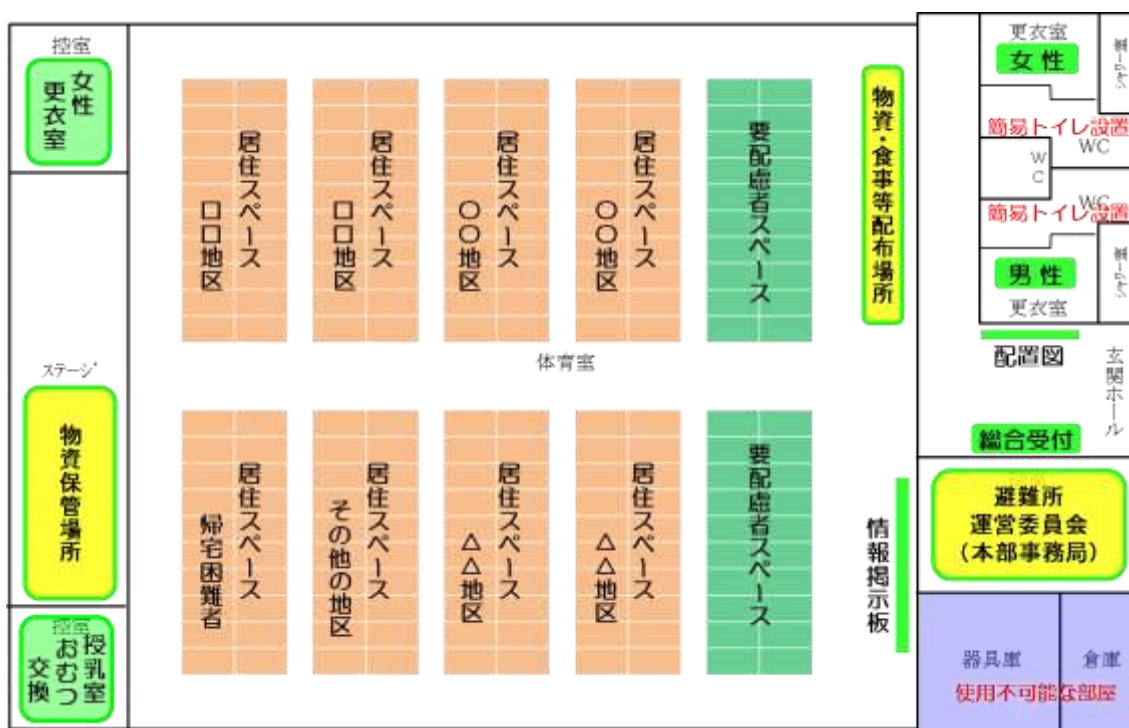 控室
女性
更衣室
ステージ
物資保管場所
控室
授乳室
おむつ
交換
居住スペース
□□地区
居住スペース
□□地区
居住スペース
○○地区
居住スペース
○○地区
要配慮者スペース
体育室
居住スペース
帰宅困難者
居住スペース
その他の地区
居住スペース
△△地区
居住スペース
△△地区
要配慮者スペース
物資・食事等配布場所
情報掲示板
更衣室
女性
簡易トイレ設置
WC
WC
WC
簡易トイレ設置
男性
更衣室
配置図
玄関ホール
総合受付
避難所
運営委員会
(本部事務局)
器具庫
倉庫
使用不可能な部屋